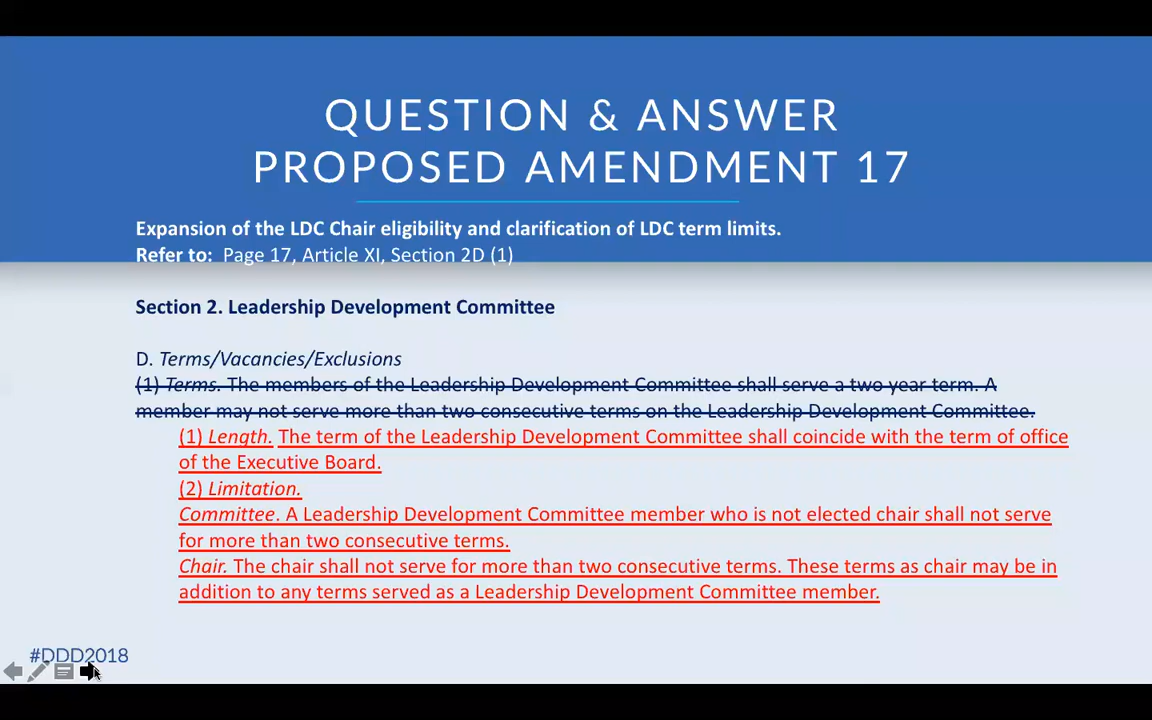 QUESTION & ANSWER
PROPOSED AMENDMENT 17
Expansion of the LDC Chair eligibility and clarification of LDC term limits.
Refer to: Page 17, Article XI, Section 2D (1)
Section 2. Leadership Development Committee
D. Terms/Vacancies/Exclusions
(1) Terms. The members of the Leadership Development Committee shall serve a two year term. A
member may not serve more than two consecutive terms on the Leadership Development Committee.
(1) Length. The term of the Leadership Development Committee shall coincide with the term of office
of the Executive Board.
(2) Limitation.
Committee. A Leadership Development Committee member who is not elected chair shall not serve
for more than two consecutive terms.
Chair. The chair shall not serve for more than two consecutive terms. These terms as chair may be in
addition to any terms served as a Leadership Development Committee member.
#DDD2018